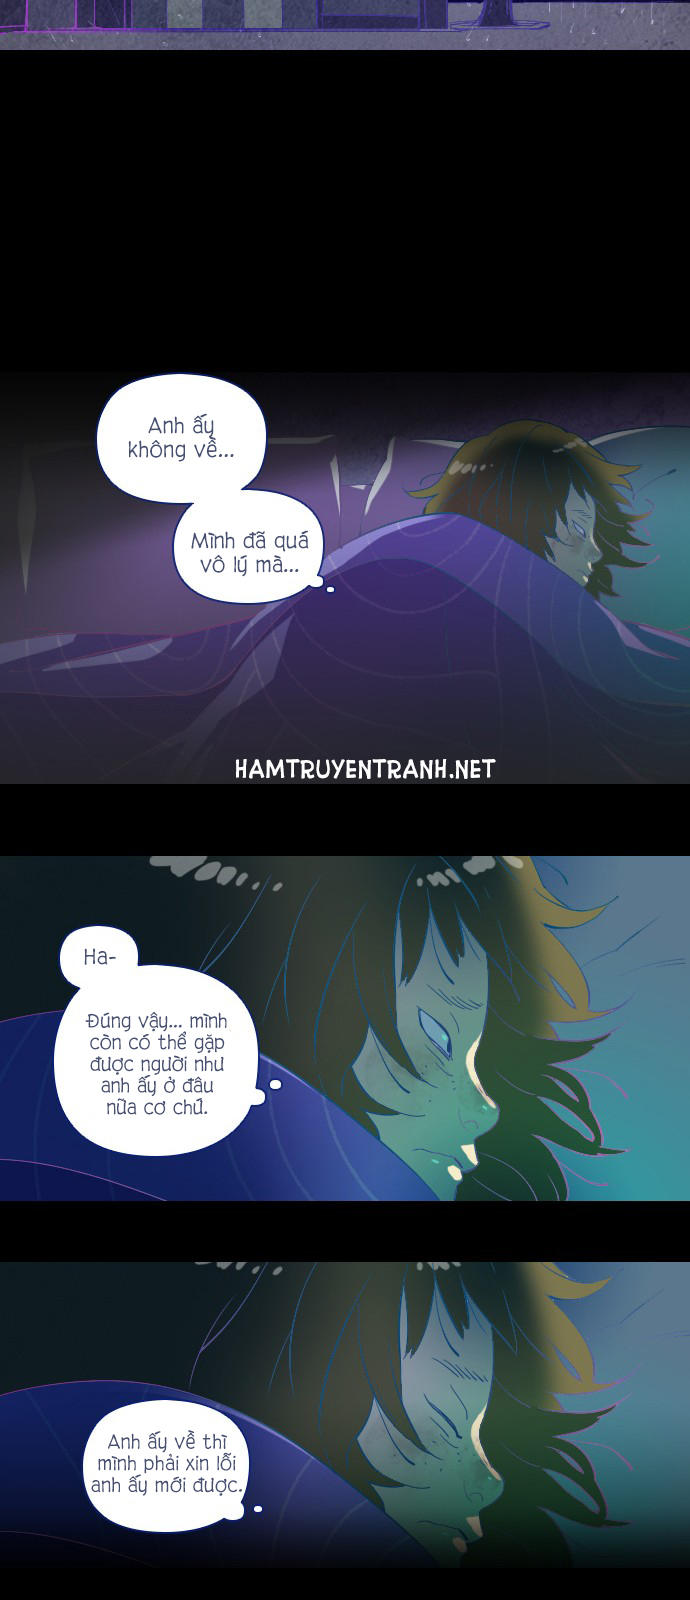 Anh ấy
không về...
Mình đã quá
vô lý mà...
HAMTRUYENTRANH.NET
Ha-
Đúng vậy... mình
còn có thể gặp
được người như
anh ấy ở đâu
nữa cơ chứ.
Anh ấy về thì
mình phải xin lỗi
anh ấy mới được.